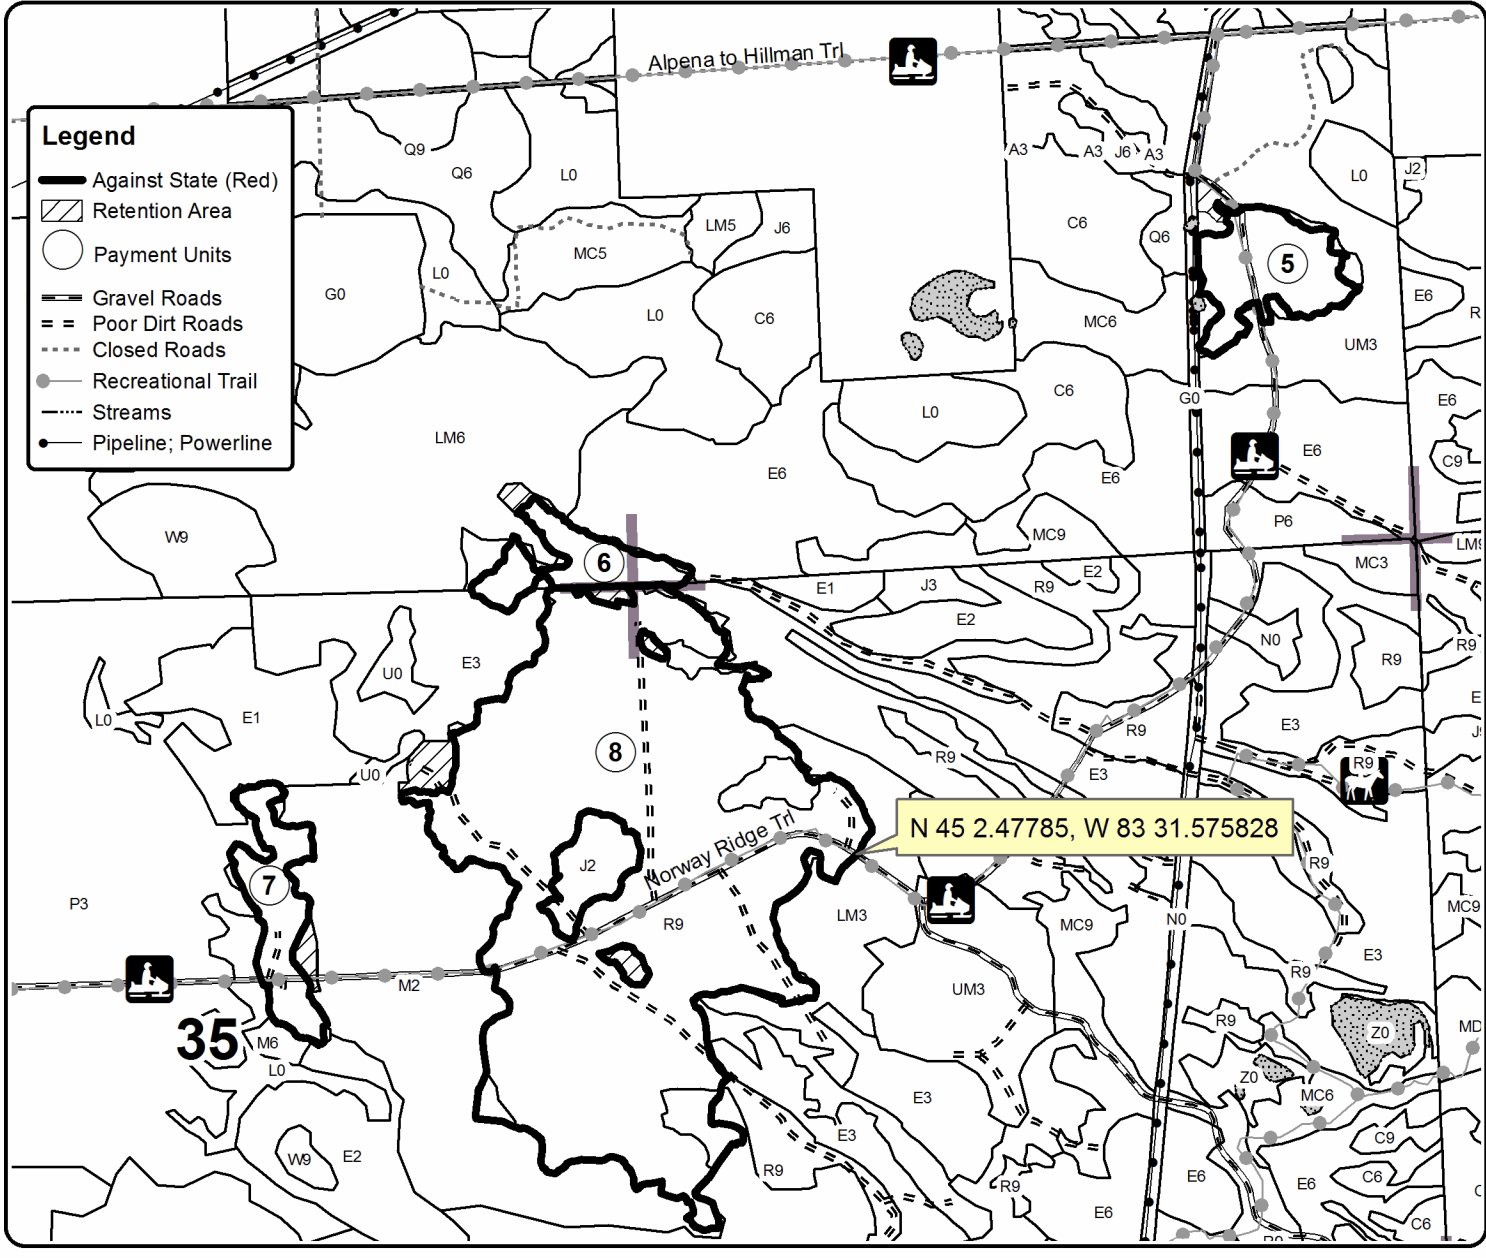 Alpena to Hillman Trl
Legend
Against State (Red)
Retention Area
Payment Units
Gravel Roads
Poor Dirt Roads
Closed Roads
Recreational Trail
Streams
Pipeline; Powerline
Q9
Q6
L0
A3
A3
J6
A3
L0
J2
LM5
J6
C6
Q6
MC5
L0
G0
5
E6
R
L0
C6
MC6
UM3
L0
C6
G0
E6
LM6
E6
E6
E6
C9
W9
MC9
P6
LM9
6
E1
J3
R9
E2
MC3
E2
N0
R9
R9
E3
U0
L0
E1
E3
E
R9
8
R9
E3
R9
U0
N 45 2.47785, W 83 31.575828
Norway Ridge Trl
J2
R9
7
P3
R9
LM3
MC9
N0
MC9
E3
M2
UM3
R9
35
M6
L0
R9
Z0
MD
Z0
MC6
E3
E3
C9
W9
E2
R9
R9
E6
E6
C6
E6
C6
R9